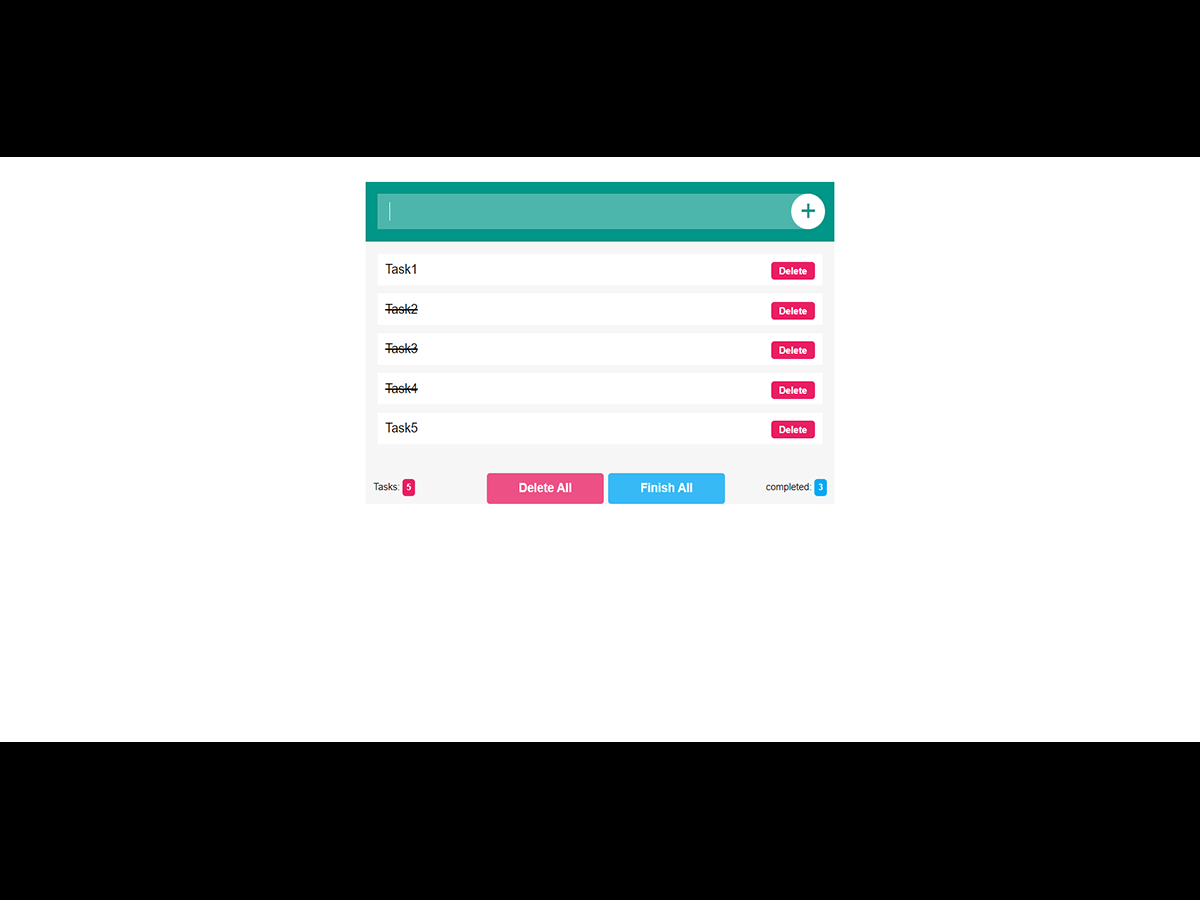 +
Task1 Delete
Task2 Delete
Task3 Delete
Task4 Delete
Task5 Delete
Tasks: 5 Delete All Finish All completed: 3